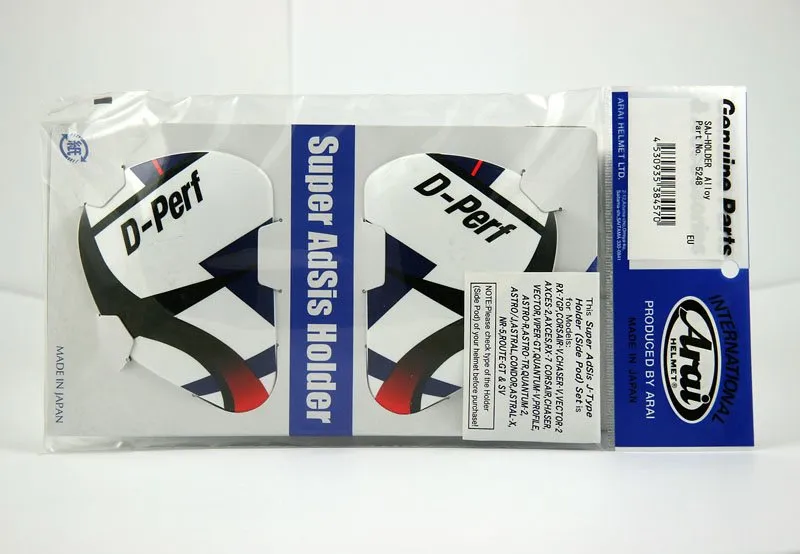 紙
D-Perf
D-Perf
Super AdSis Holder
MADE IN JAPAN
This Super AdSis J-Type
Holder (Side Pod) Set is
for Models:
RX-7GP,CORSAIR-V,CHASER-V,VECTOR-2
AXCES-2,AXCES,RX-7 CORSAIR,CHASER,
VECTOR,VIPER-GT,QUANTUM-V,PROFILE,
ASTRO-R,ASTRO-TR,QUANTUM-2,
ASTRO/J,ASTRAL,CONDOR,ASTRAL-X,
NR-5,ROUTE-GT & SV
NOTE:Please check type of the Holder
(Side Pod) of your helmet before purchase!
ARAI HELMET LTD.
Genuine Parts
SAJ-HOLDER Alloy
Part No. 5248
4 530935 384570
EU
INTERNATIONAL
Arai
HELMET®
PRODUCED BY ARAI
MADE IN JAPAN